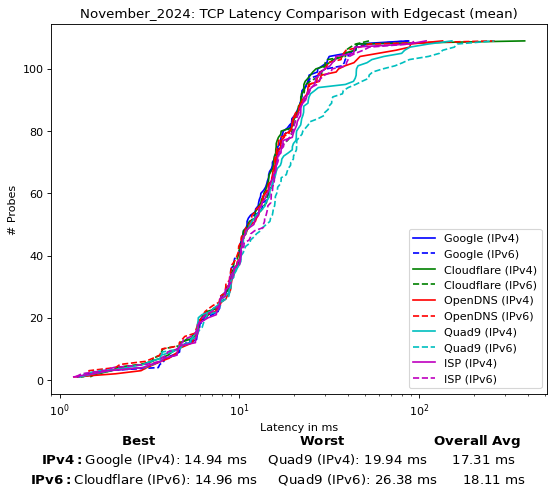 November_2024: TCP Latency Comparison with Edgecast (mean)
# Probes
100
80
60
40
20
0
Google (IPv4)
Google (IPv6)
Cloudflare (IPv4)
Cloudflare (IPv6)
OpenDNS (IPv4)
OpenDNS (IPv6)
Quad9 (IPv4)
Quad9 (IPv6)
ISP (IPv4)
ISP (IPv6)
10⁰ 10¹ 10²
Latency in ms
Best Worst Overall Avg
IPv4: Google (IPv4): 14.94 ms Quad9 (IPv4): 19.94 ms 17.31 ms
IPv6: Cloudflare (IPv6): 14.96 ms Quad9 (IPv6): 26.38 ms 18.11 ms